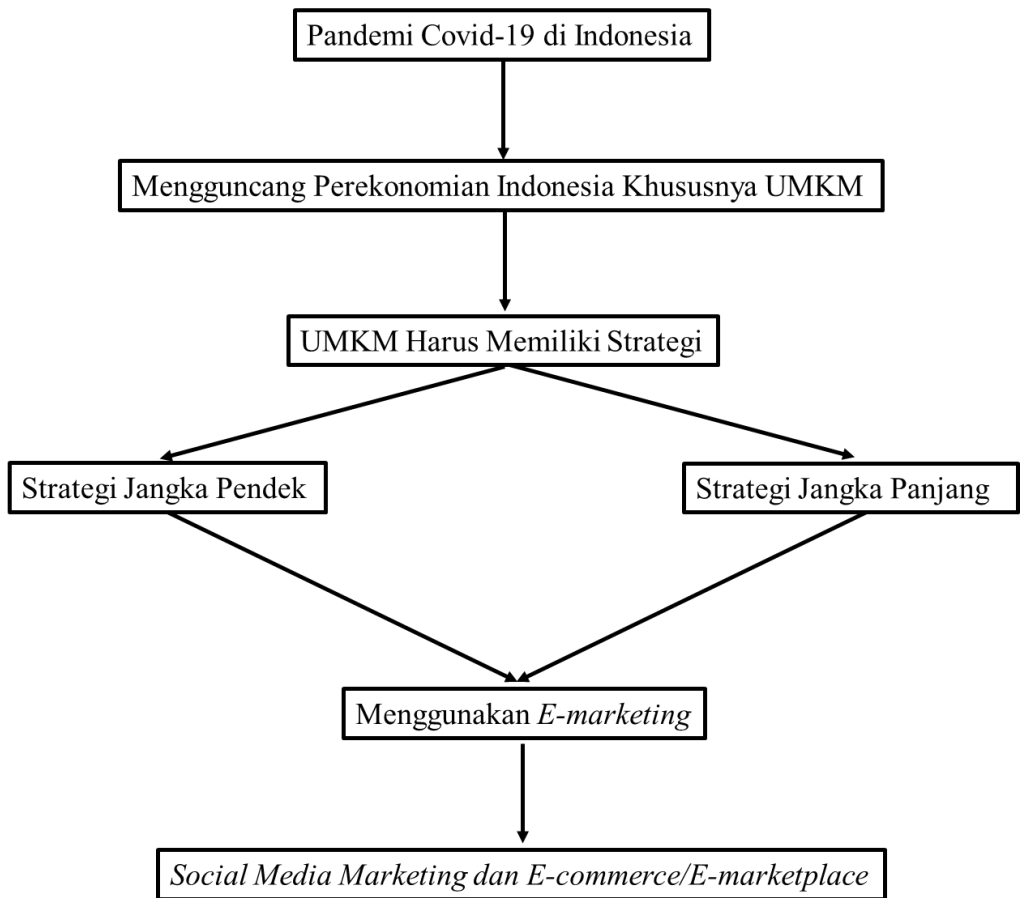 Pandemi Covid-19 di Indonesia
Mengguncang Perekonomian Indonesia Khususnya UMKM
UMKM Harus Memiliki Strategi
Strategi Jangka Pendek
Strategi Jangka Panjang
Menggunakan E-marketing
Social Media Marketing dan E-commerce/E-marketplace